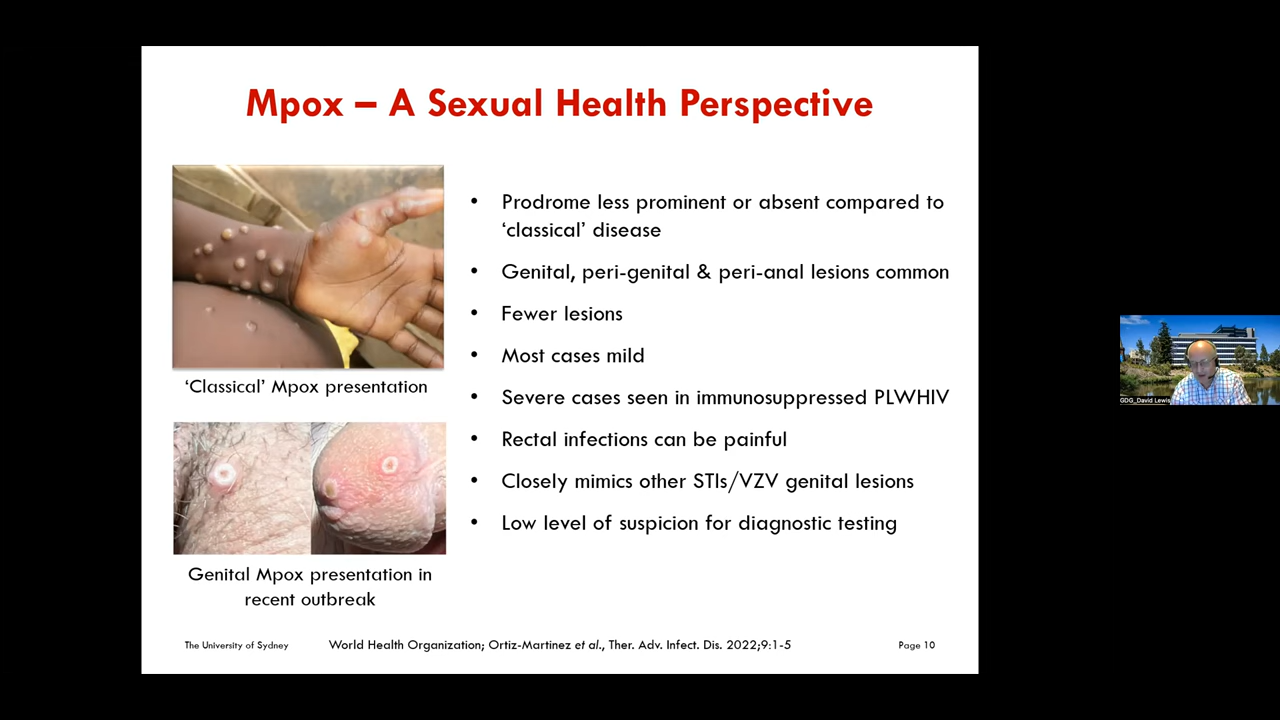 Mpox – A Sexual Health Perspective
• Prodrome less prominent or absent compared to
‘classical’ disease
• Genital, peri-genital & peri-anal lesions common
• Fewer lesions
• Most cases mild
• Severe cases seen in immunosuppressed PLWHIV
• Rectal infections can be painful
• Closely mimics other STIs/VZV genital lesions
• Low level of suspicion for diagnostic testing
‘Classical’ Mpox presentation
Genital Mpox presentation in
recent outbreak
The University of Sydney
World Health Organization; Ortiz-Martinez et al., Ther. Adv. Infect. Dis. 2022;9:1-5
Page 10
GDG_David Lewis